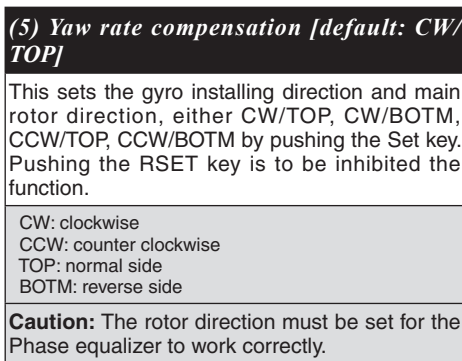 (5) Yaw rate compensation [default: CW/
TOP]
This sets the gyro installing direction and main
rotor direction, either CW/TOP, CW/BOTM,
CCW/TOP, CCW/BOTM by pushing the Set key.
Pushing the RSET key is to be inhibited the
function.
CW: clockwise
CCW: counter clockwise
TOP: normal side
BOTM: reverse side
Caution: The rotor direction must be set for the
Phase equalizer to work correctly.